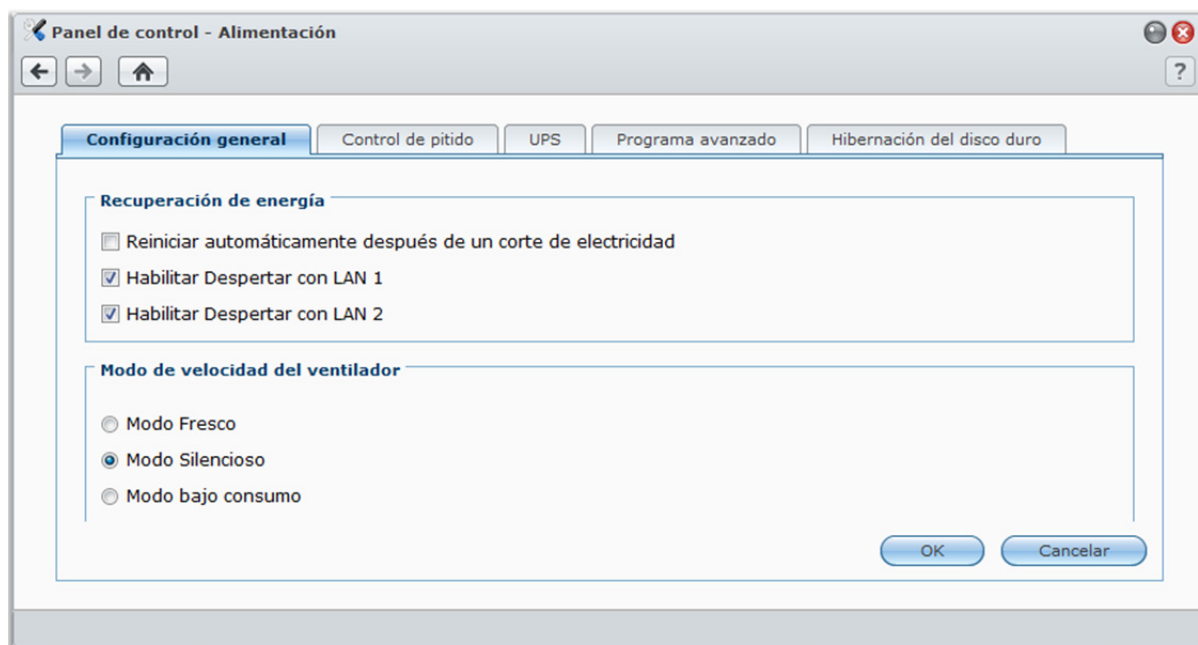 Panel de control - Alimentación
?
Configuración general Control de pitido UPS Programa avanzado Hibernación del disco duro
Recuperación de energía
Reiniciar automáticamente después de un corte de electricidad
Habilitar Despertar con LAN 1
Habilitar Despertar con LAN 2
Modo de velocidad del ventilador
Modo Fresco
Modo Silencioso
Modo bajo consumo
OK Cancelar